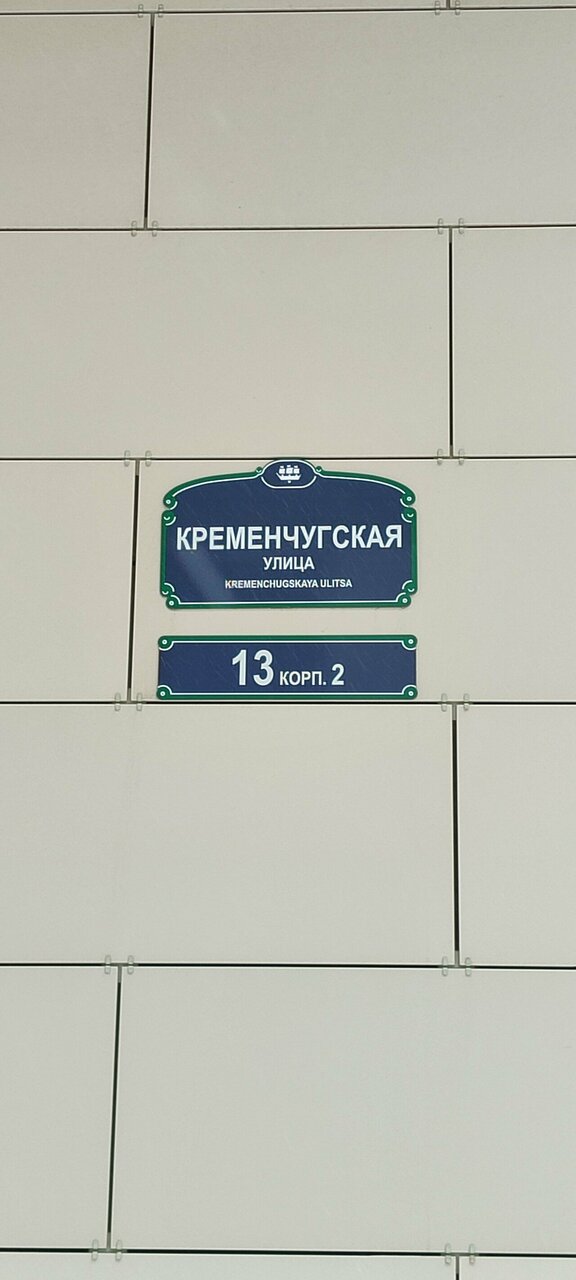 КРЕМЕНЧУГСКАЯ
УЛИЦА
KREMENCHUGSKAYA ULITSA
13 КОРП. 2